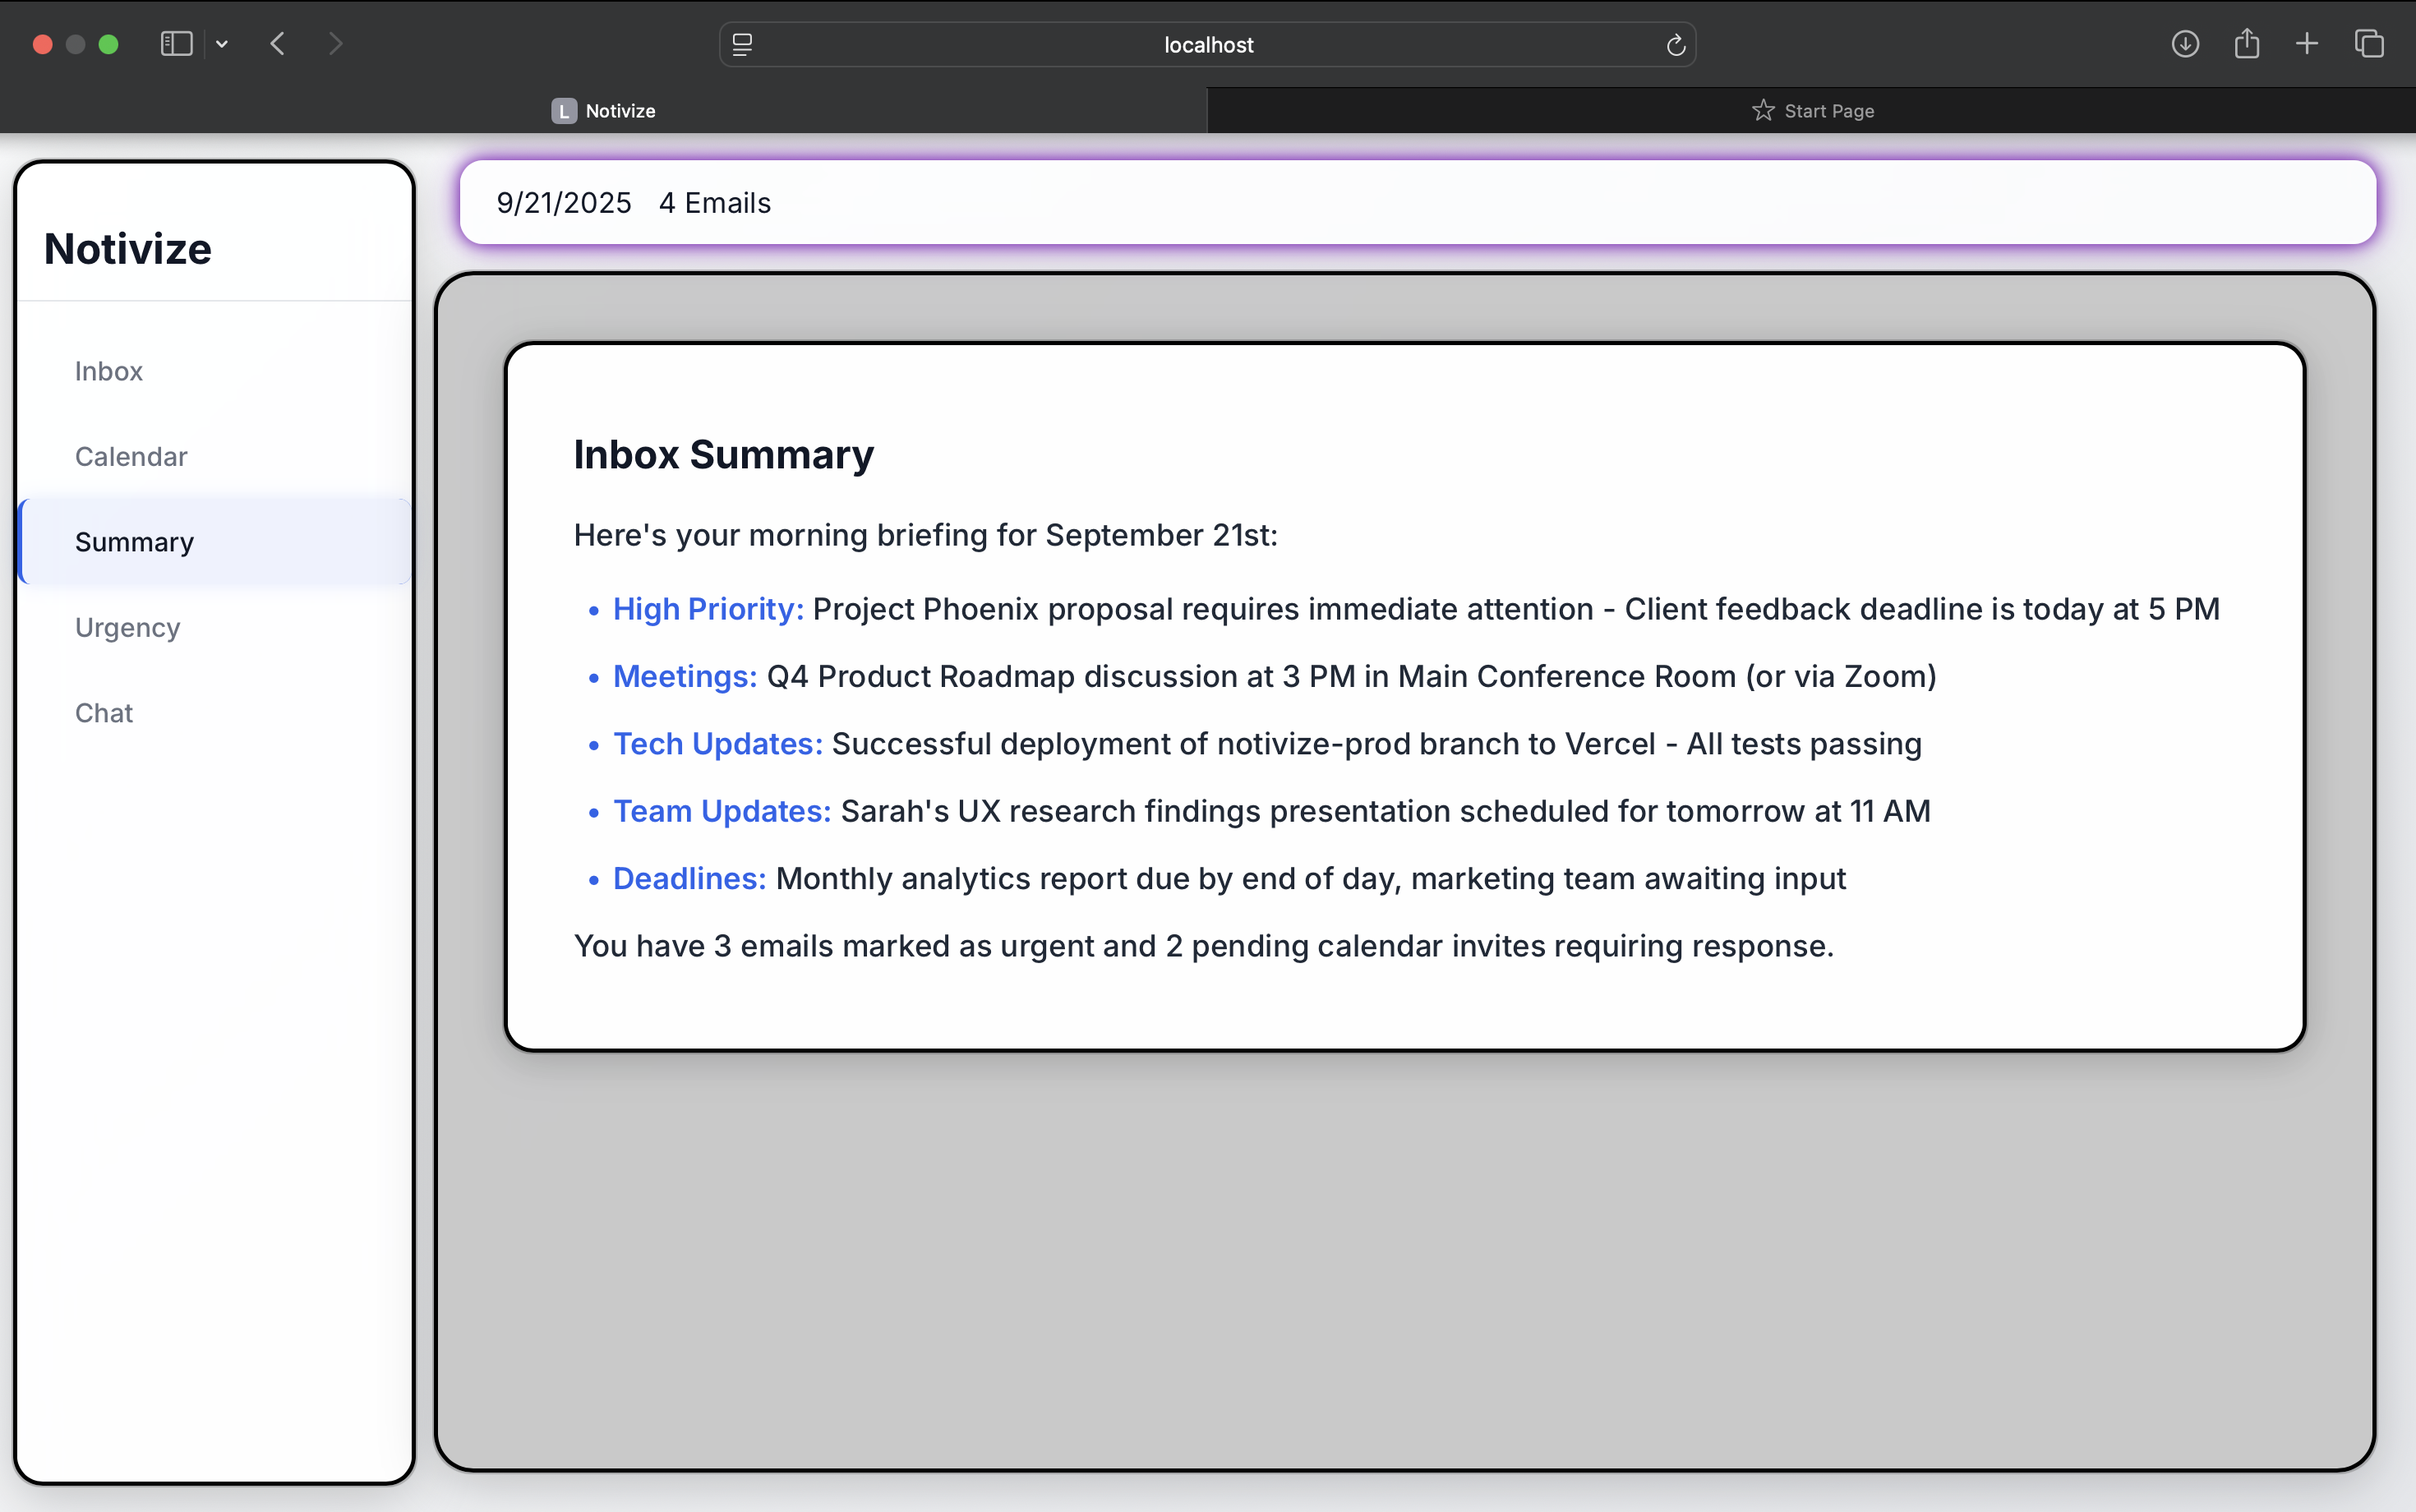 localhost
L Notivize
Start Page
Notivize
Inbox
Calendar
Summary
Urgency
Chat
9/21/2025 4 Emails
Inbox Summary
Here's your morning briefing for September 21st:
• High Priority: Project Phoenix proposal requires immediate attention - Client feedback deadline is today at 5 PM
• Meetings: Q4 Product Roadmap discussion at 3 PM in Main Conference Room (or via Zoom)
• Tech Updates: Successful deployment of notivize-prod branch to Vercel - All tests passing
• Team Updates: Sarah's UX research findings presentation scheduled for tomorrow at 11 AM
• Deadlines: Monthly analytics report due by end of day, marketing team awaiting input
You have 3 emails marked as urgent and 2 pending calendar invites requiring response.